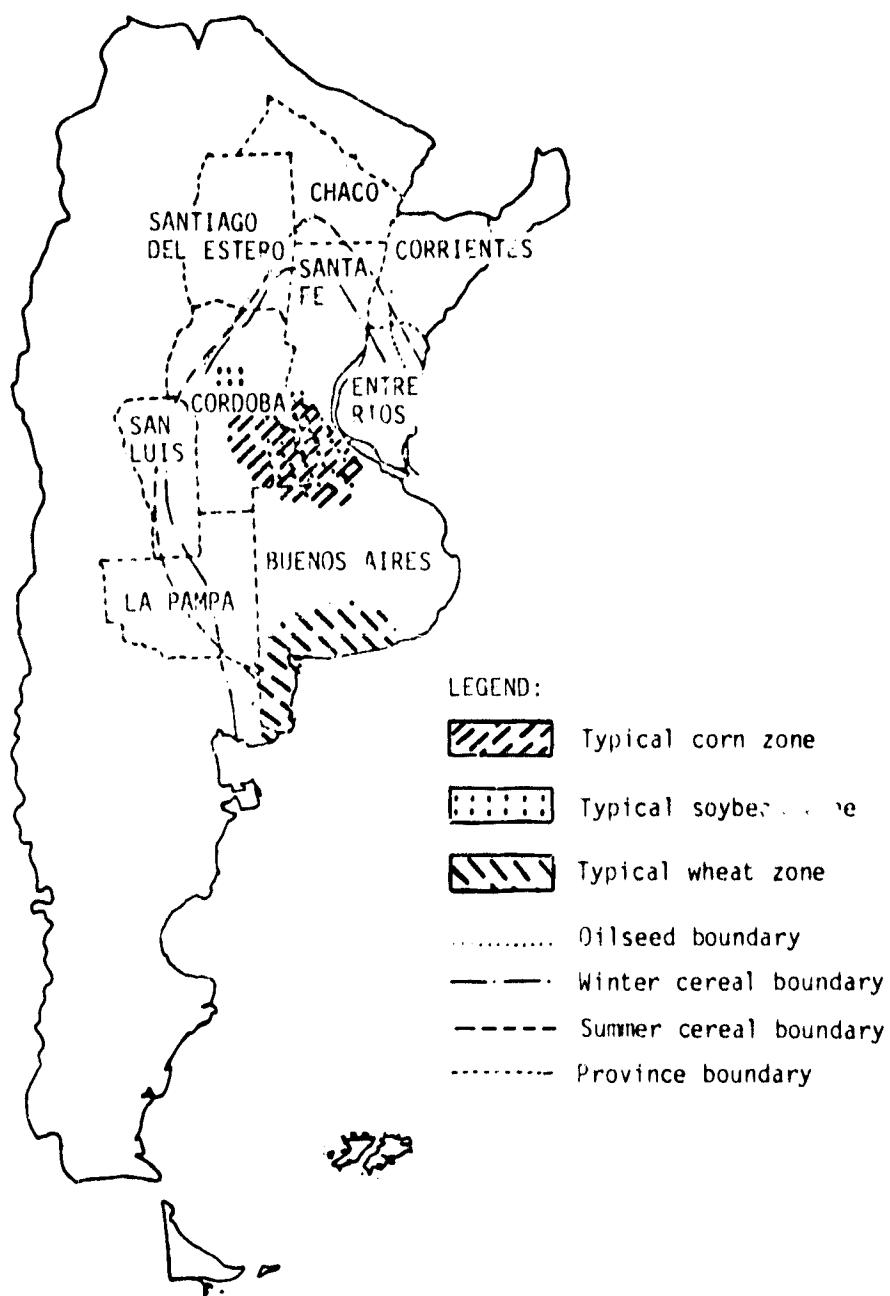 CHACO
SANTIAGO
DEL ESTERO
SANTA
FE
CORRIENTES
CORDOBA
ENTRE
RIOS
SAN
LUIS
BUENOS AIRES
LA PAMPA
LEGEND:
Typical corn zone
Typical
Typical wheat zone
Oilseed boundary
Winter cereal boundary
Summer cereal boundary
Province boundary